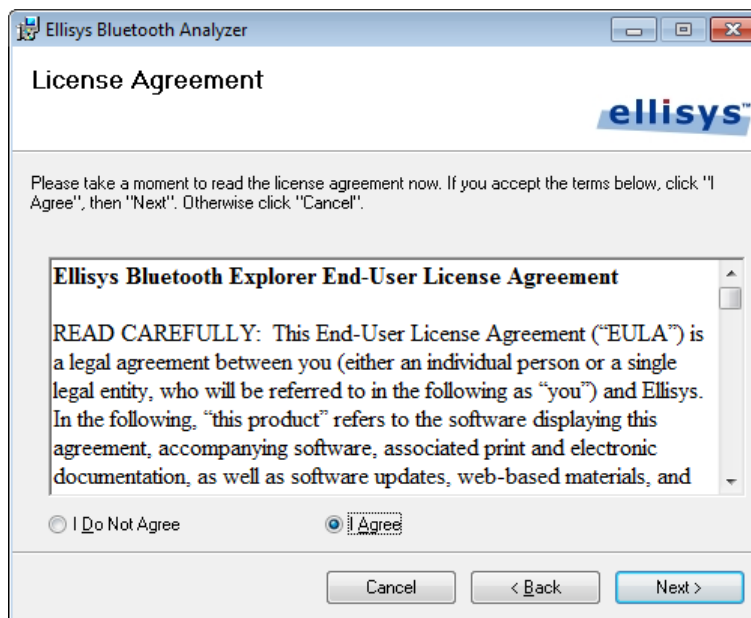 Ellisys Bluetooth Analyzer
License Agreement
ellisys™
Please take a moment to read the license agreement now. If you accept the terms below, click "I
Agree", then "Next". Otherwise click "Cancel".
Ellisys Bluetooth Explorer End-User License Agreement
READ CAREFULLY:  This End-User License Agreement (“EULA”) is
a legal agreement between you (either an individual person or a single
legal entity, who will be referred to in the following as “you”) and Ellisys.
In the following, “this product” refers to the software displaying this
agreement, accompanying software, associated print and electronic
documentation, as well as software updates, web-based materials, and
I Do Not Agree
I Agree
Cancel
< Back
Next >